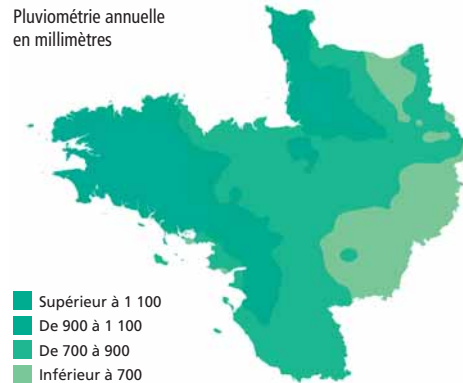 Pluviométrie annuelle
en millimètres
Supérieur à 1 100
De 900 à 1 100
De 700 à 900
Inférieur à 700